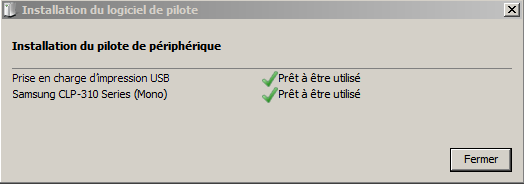 Installation du logiciel de pilote
Installation du pilote de périphérique
Prise en charge d'impression USB Prêt à être utilisé
Samsung CLP-310 Series (Mono) Prêt à être utilisé
Fermer